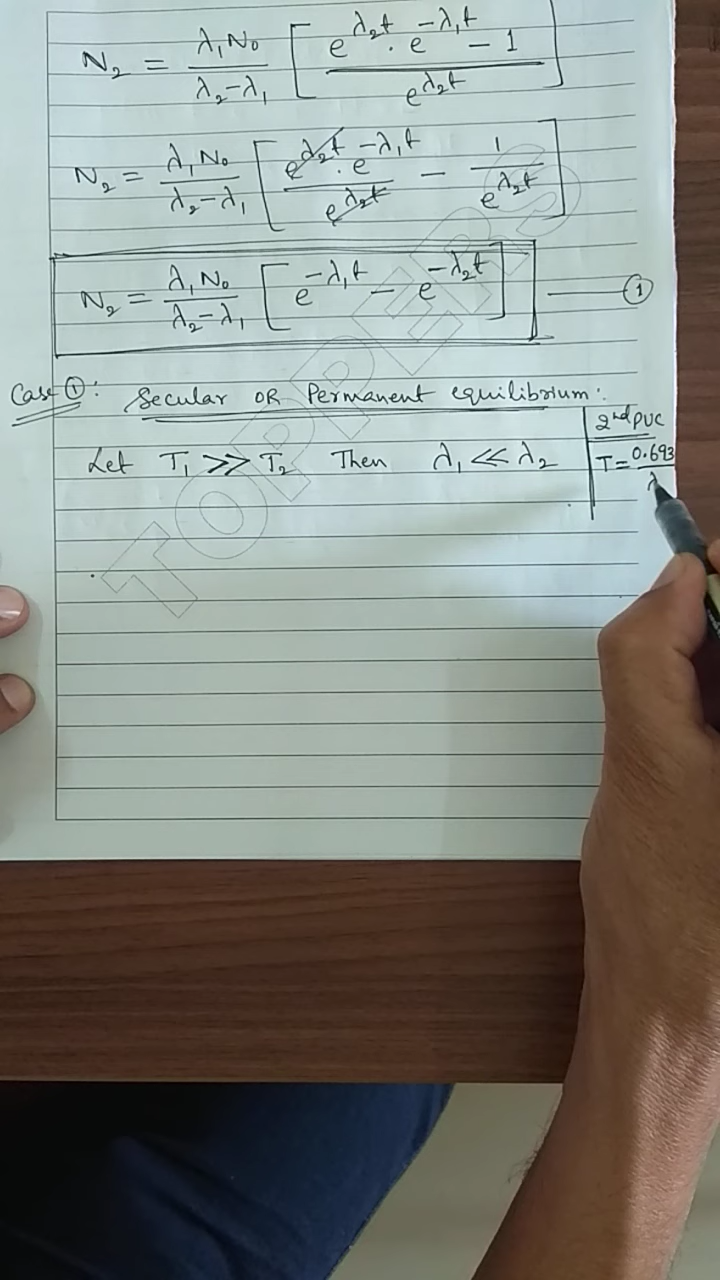 N₂ = λ₁N₀ / λ₂-λ₁ [ e^λ₂t . e^-λ₁t - 1 / e^λ₂t ]
N₂ = λ₁N₀ / λ₂-λ₁ [ e^λ₂t . e^-λ₁t / e^λ₂t - 1 / e^λ₂t ]
N₂ = λ₁N₀ / λ₂-λ₁ [ e^-λ₁t - e^-λ₂t ] ①
Case ①: Secular OR Permanent equilibrium:
Let T₁ >> T₂ Then λ₁ << λ₂
2nd PUC
T = 0.693 / λ
TOPPERS